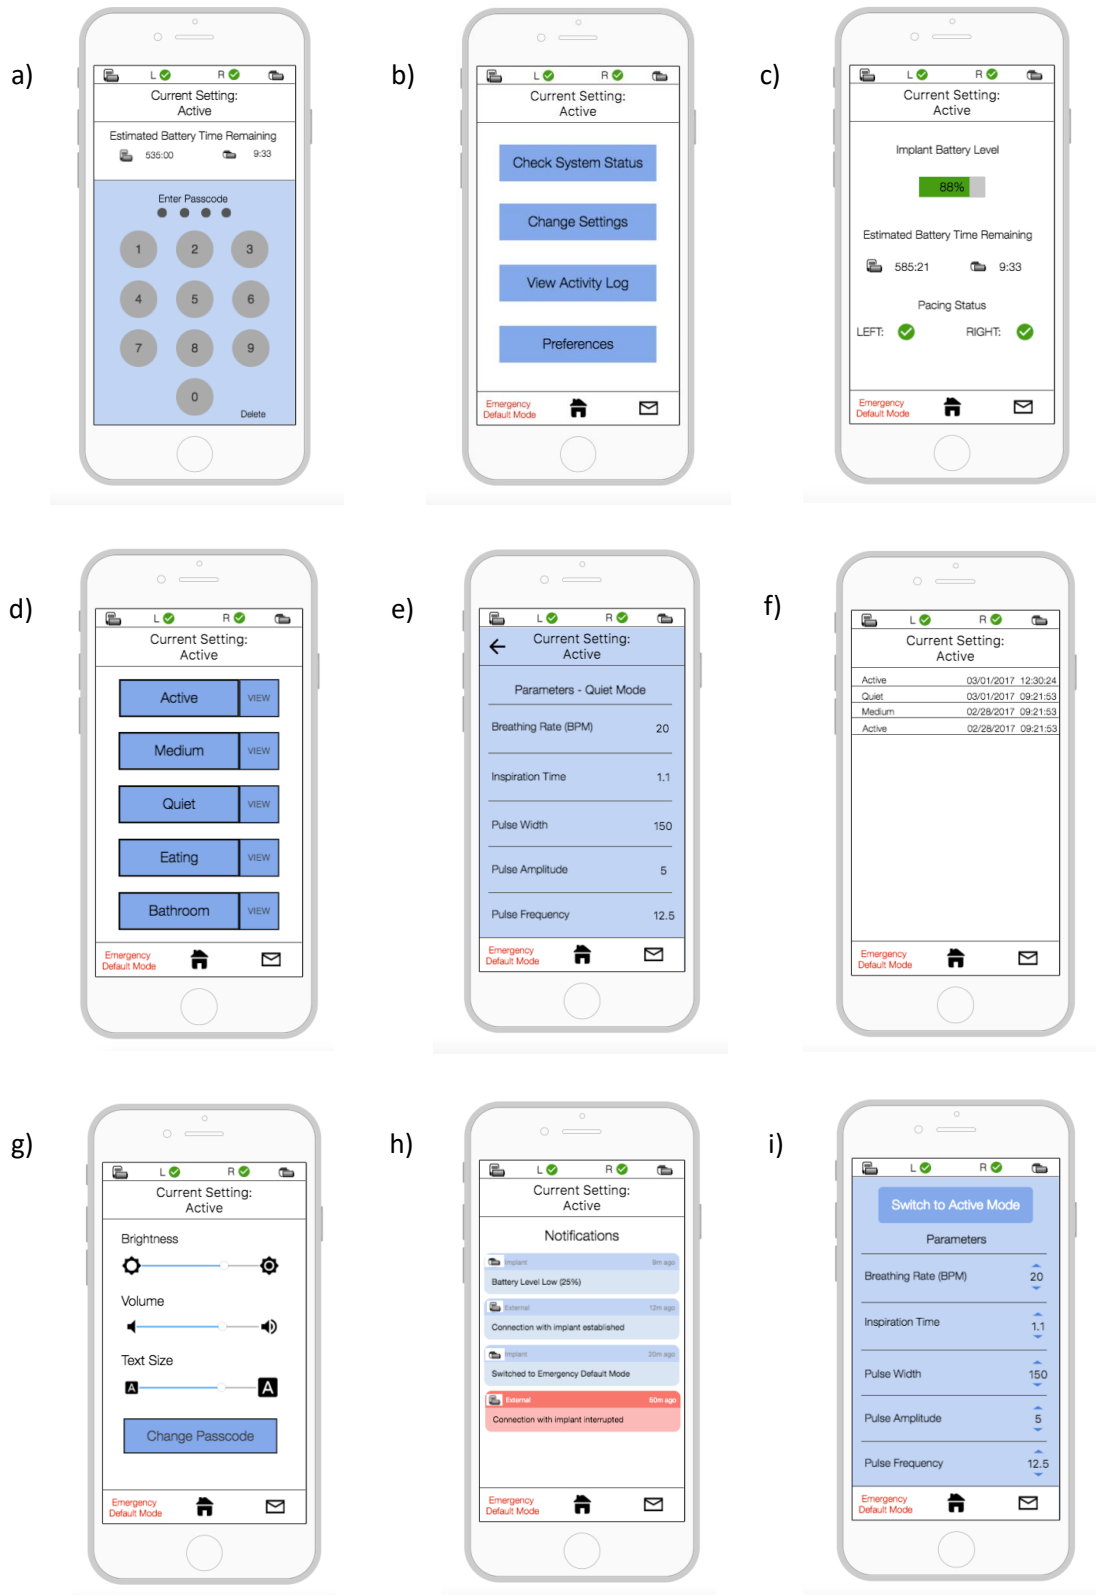 a)
L R
Current Setting:
Active
Estimated Battery Time Remaining
535:00 9:33
Enter Passcode
1 2 3
4 5 6
7 8 9
0
Delete
b)
L R
Current Setting:
Active
Check System Status
Change Settings
View Activity Log
Preferences
Emergency
Default Mode
c)
L R
Current Setting:
Active
Implant Battery Level
88%
Estimated Battery Time Remaining
585:21 9:33
Pacing Status
LEFT: RIGHT:
Emergency
Default Mode
d)
L R
Current Setting:
Active
Active VIEW
Medium VIEW
Quiet VIEW
Eating VIEW
Bathroom VIEW
Emergency
Default Mode
e)
L R
Current Setting:
Active
Parameters - Quiet Mode
Breathing Rate (BPM) 20
Inspiration Time 1.1
Pulse Width 150
Pulse Amplitude 5
Pulse Frequency 12.5
Emergency
Default Mode
f)
L R
Current Setting:
Active
Active 03/01/2017 12:30:24
Quiet 03/01/2017 09:21:53
Medium 02/28/2017 09:21:53
Active 02/28/2017 09:21:53
Emergency
Default Mode
g)
L R
Current Setting:
Active
Brightness
Volume
Text Size
A A
Change Passcode
Emergency
Default Mode
h)
L R
Current Setting:
Active
Notifications
Implant 9m ago
Battery Level Low (25%)
External 12m ago
Connection with implant established
Implant 20m ago
Switched to Emergency Default Mode
External 60m ago
Connection with implant interrupted
Emergency
Default Mode
i)
L R
Switch to Active Mode
Parameters
Breathing Rate (BPM) 20
Inspiration Time 1.1
Pulse Width 150
Pulse Amplitude 5
Pulse Frequency 12.5
Emergency
Default Mode